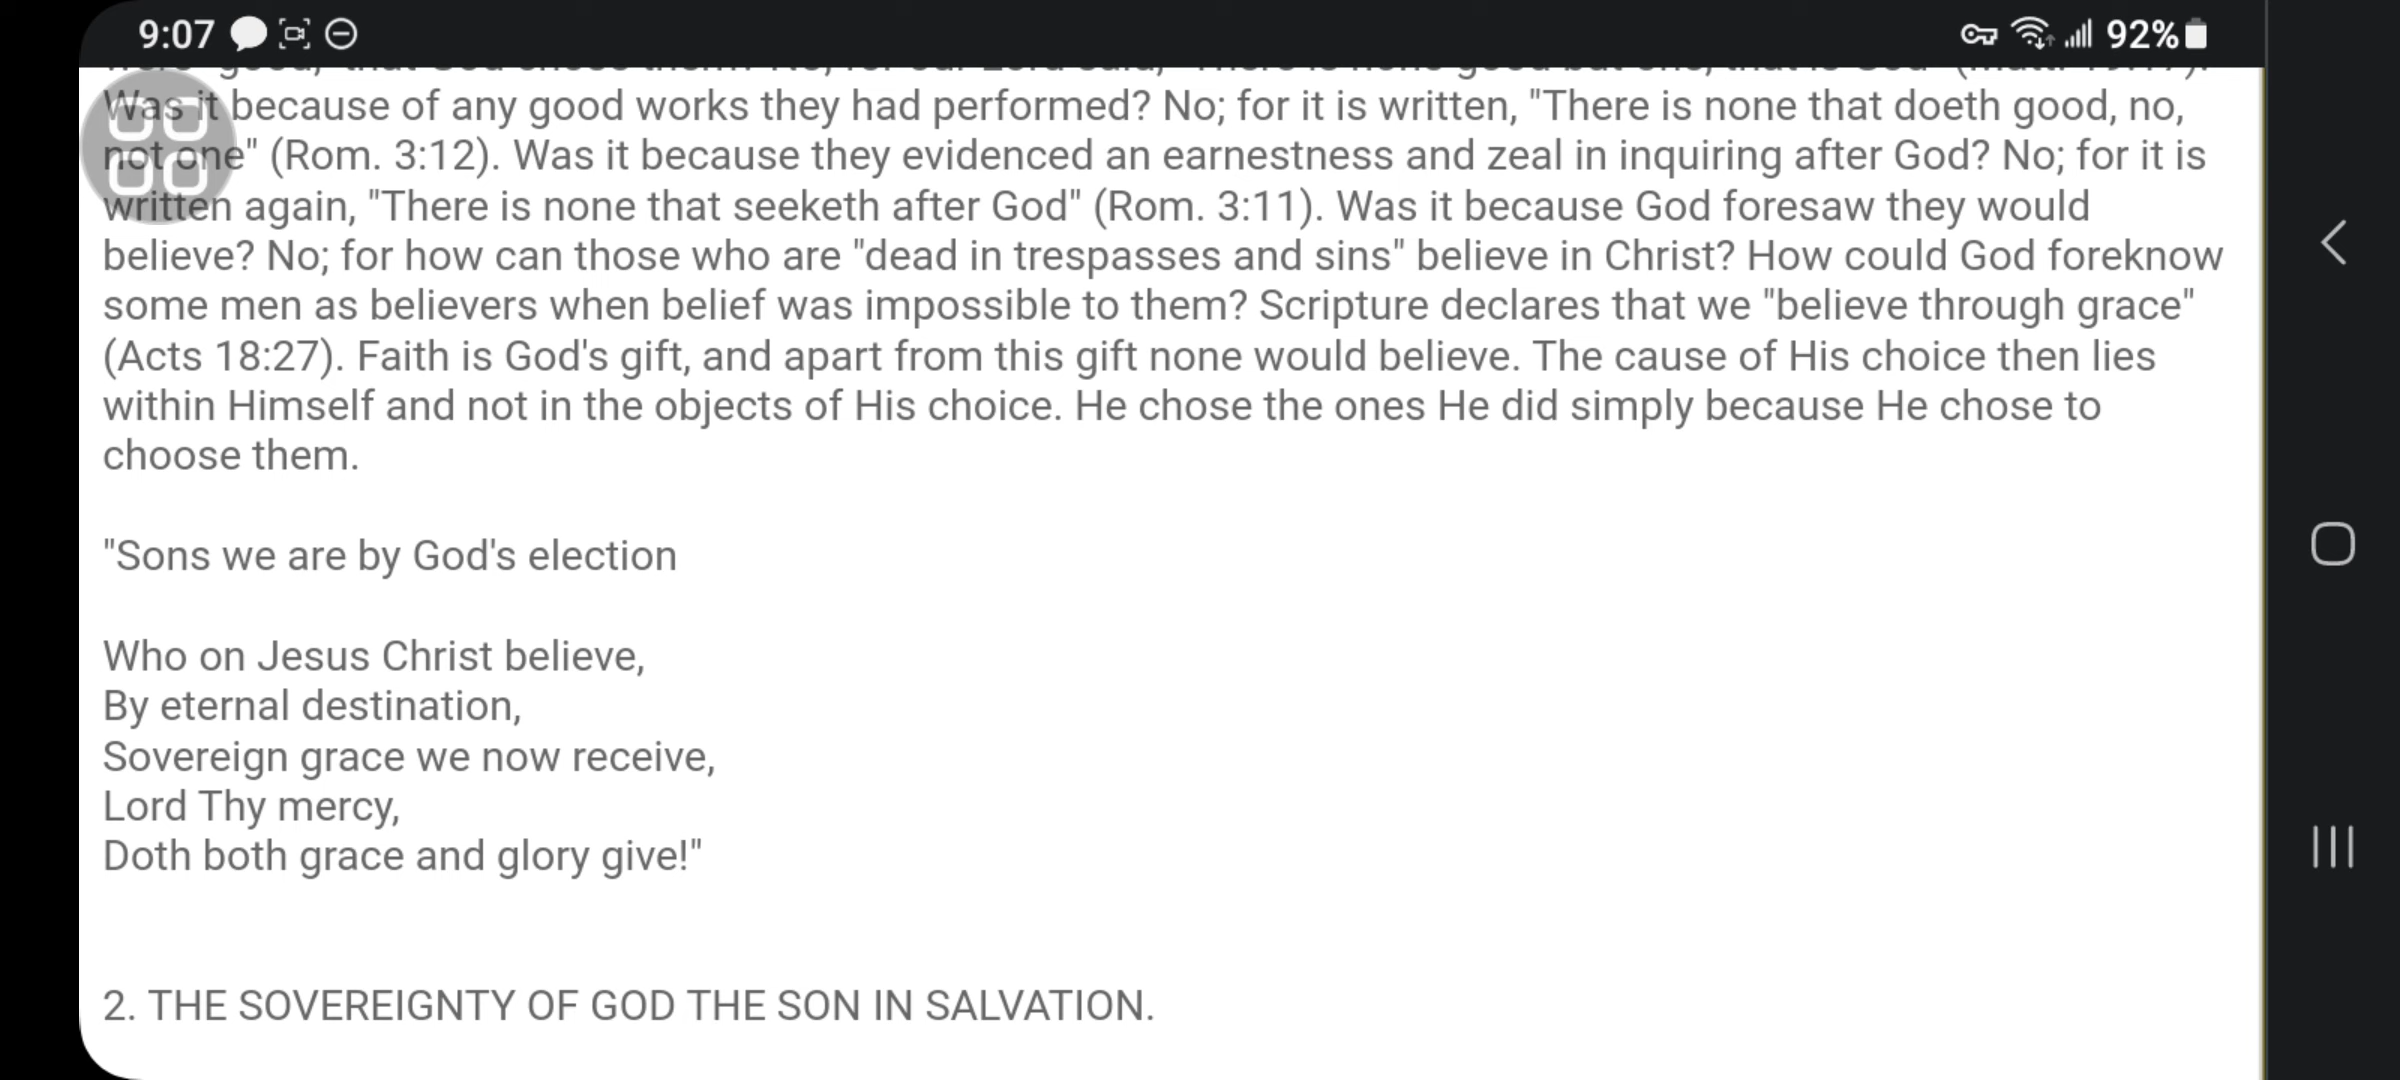 9:07 92%
Was it because of any good works they had performed? No; for it is written, "There is none that doeth good, no,
not one" (Rom. 3:12). Was it because they evidenced an earnestness and zeal in inquiring after God? No; for it is
written again, "There is none that seeketh after God" (Rom. 3:11). Was it because God foresaw they would
believe? No; for how can those who are "dead in trespasses and sins" believe in Christ? How could God foreknow
some men as believers when belief was impossible to them? Scripture declares that we "believe through grace"
(Acts 18:27). Faith is God's gift, and apart from this gift none would believe. The cause of His choice then lies
within Himself and not in the objects of His choice. He chose the ones He did simply because He chose to
choose them.
"Sons we are by God's election
Who on Jesus Christ believe,
By eternal destination,
Sovereign grace we now receive,
Lord Thy mercy,
Doth both grace and glory give!"
2. THE SOVEREIGNTY OF GOD THE SON IN SALVATION.